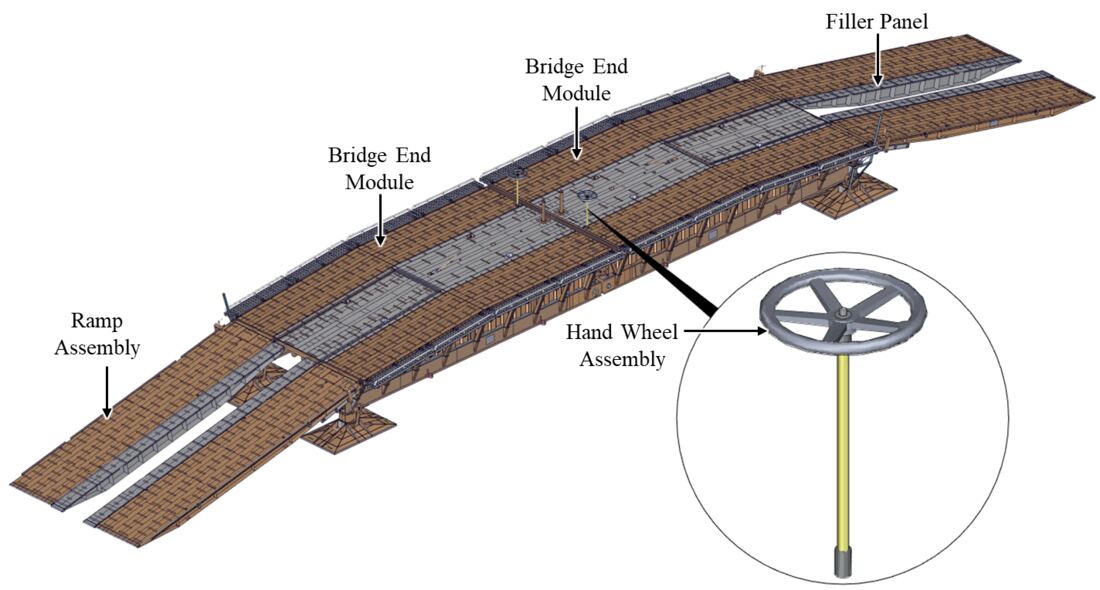 Filler Panel
Bridge End
Module
Bridge End
Module
Ramp
Assembly
Hand Wheel
Assembly